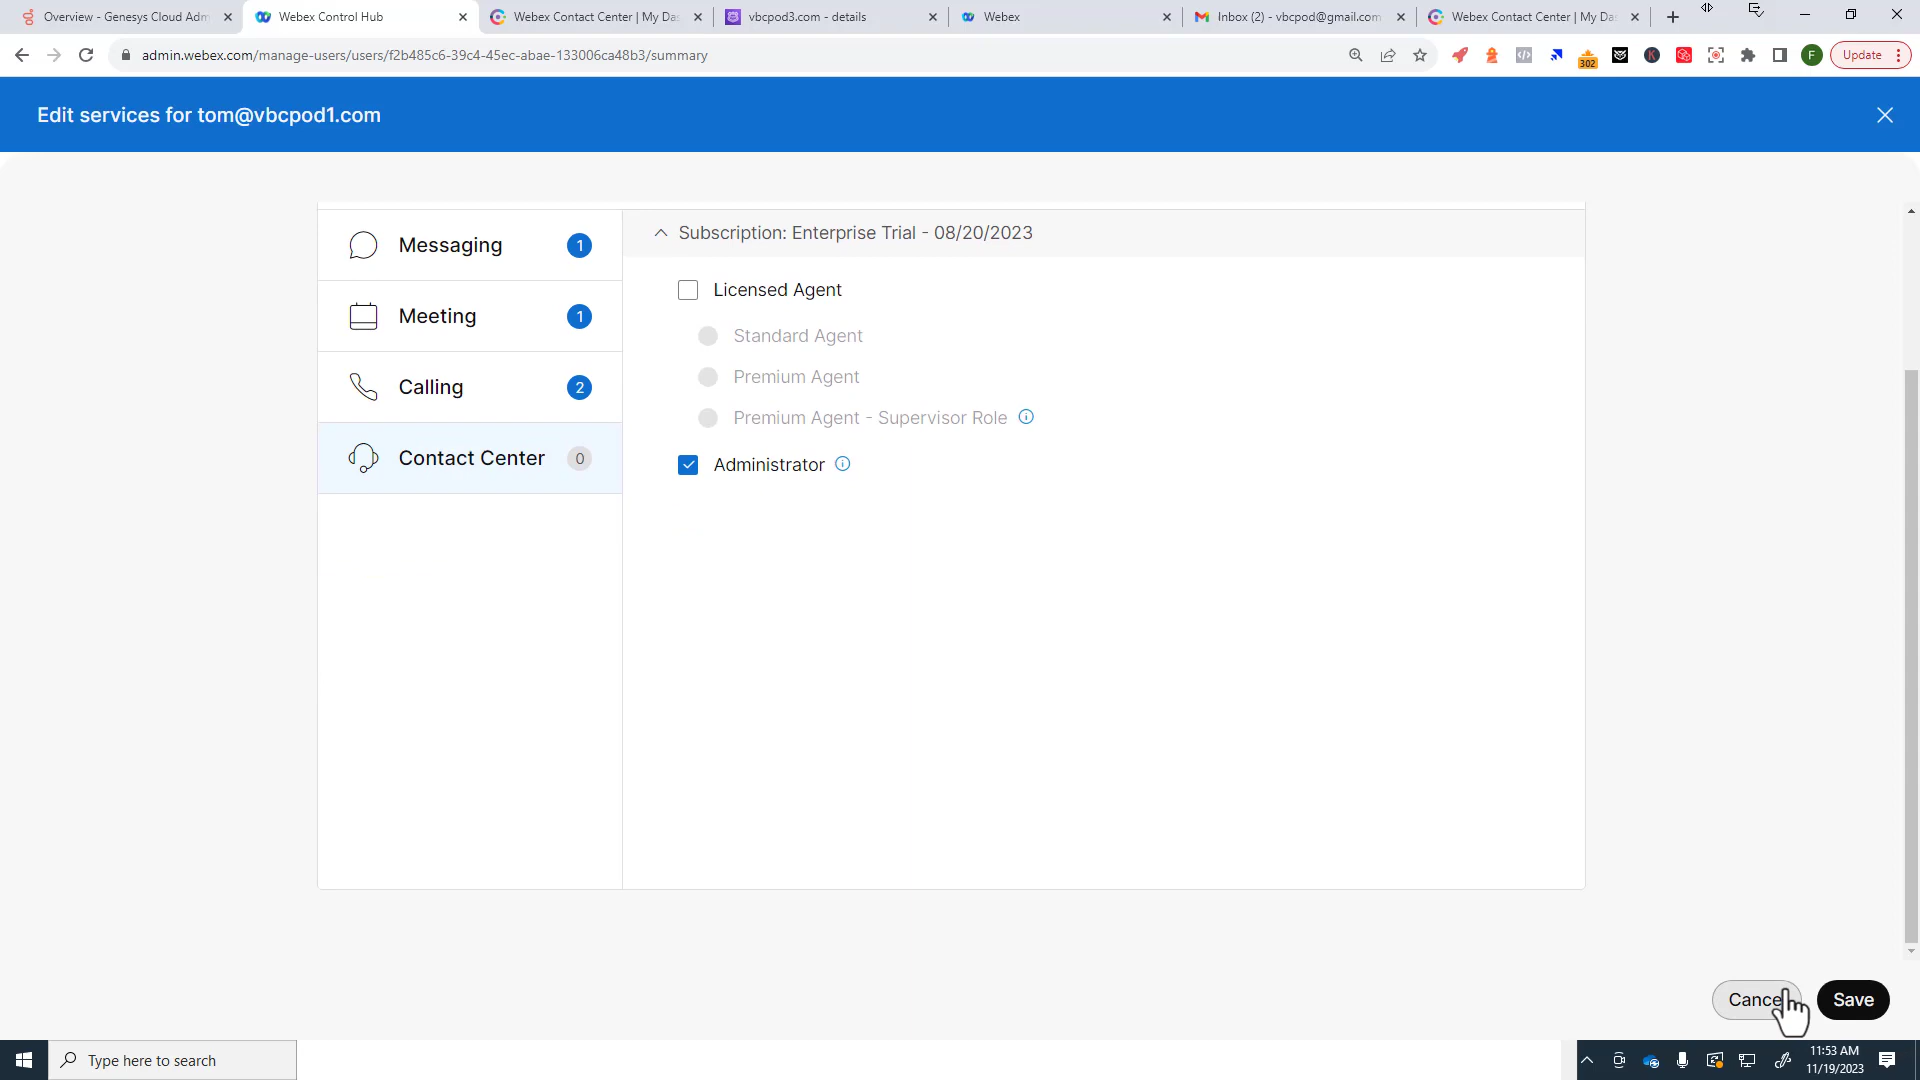 Overview - Genesys Cloud Adm
Webex Control Hub
Webex Contact Center | My Das
vbcpod3.com - details
Webex
Inbox (2) - vbcpod@gmail.com
Webex Contact Center | My Das
admin.webex.com/manage-users/users/f2b485c6-39c4-45ec-abae-133006ca48b3/summary
302
K
F
Update
Edit services for tom@vbcpod1.com
Messaging 1
Meeting 1
Calling 2
Contact Center 0
Subscription: Enterprise Trial - 08/20/2023
Licensed Agent
Standard Agent
Premium Agent
Premium Agent - Supervisor Role
Administrator
Cance
Save
Type here to search
11:53 AM
11/19/2023